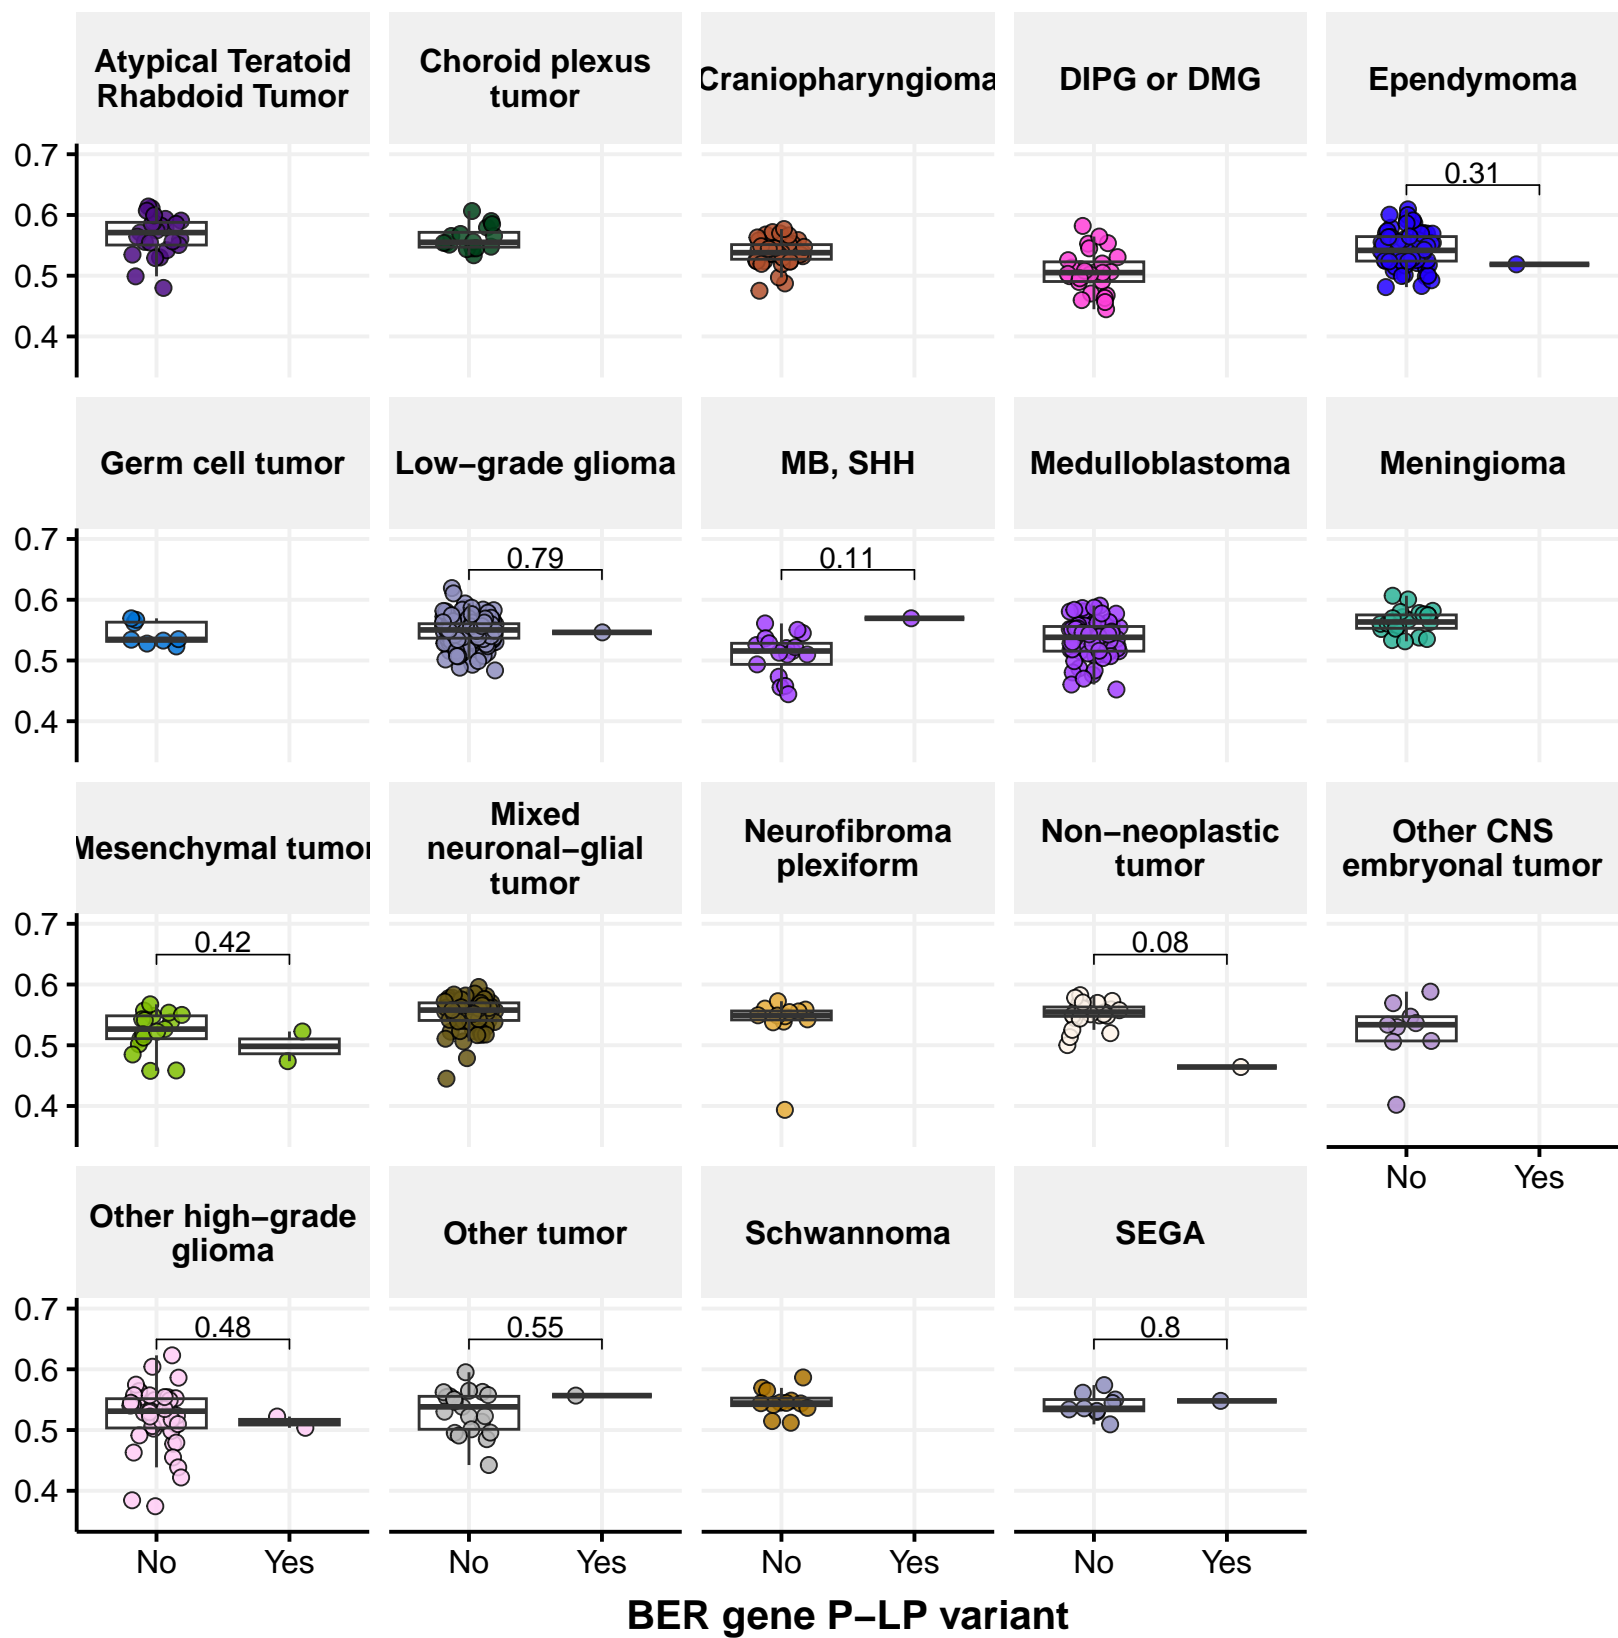 Atypical Teratoid
Rhabdoid Tumor
Choroid plexus
tumor
Craniopharyngioma
DIPG or DMG
Ependymoma
0.7
0.6
0.5
0.4
0.31
Germ cell tumor
Low−grade glioma
MB, SHH
Medulloblastoma
Meningioma
0.7
0.6
0.5
0.4
0.79
0.11
Mesenchymal tumor
Mixed
neuronal−glial
tumor
Neurofibroma
plexiform
Non−neoplastic
tumor
Other CNS
embryonal tumor
0.7
0.6
0.5
0.4
0.42
0.08
No Yes
Other high−grade
glioma
Other tumor
Schwannoma
SEGA
0.7
0.6
0.5
0.4
0.48
0.55
0.8
No Yes No Yes No Yes No Yes
BER gene P−LP variant